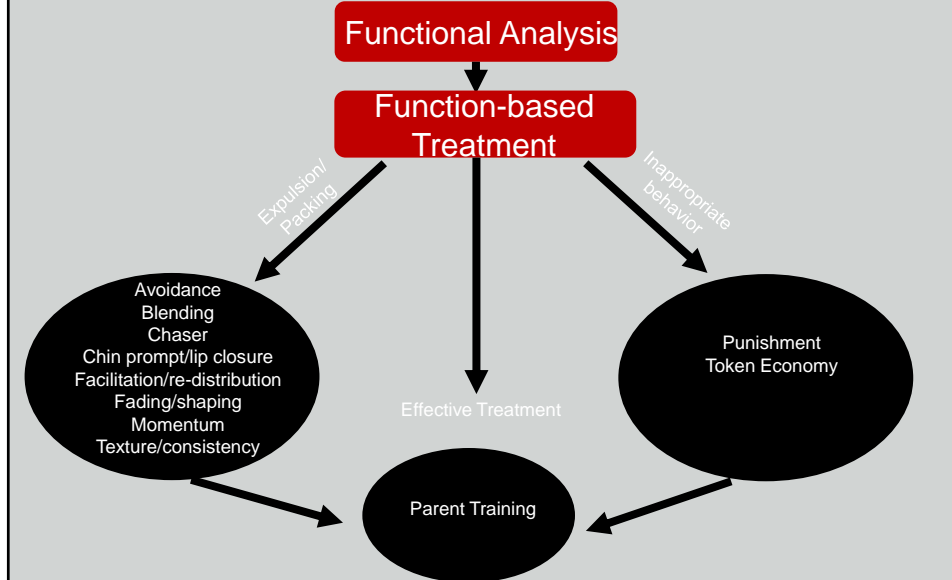 Functional Analysis
Function-based
Treatment
Expulsion/
Packing
Inappropriate
behavior
Avoidance
Blending
Chaser
Chin prompt/lip closure
Facilitation/re-distribution
Fading/shaping
Momentum
Texture/consistency
Effective Treatment
Punishment
Token Economy
Parent Training